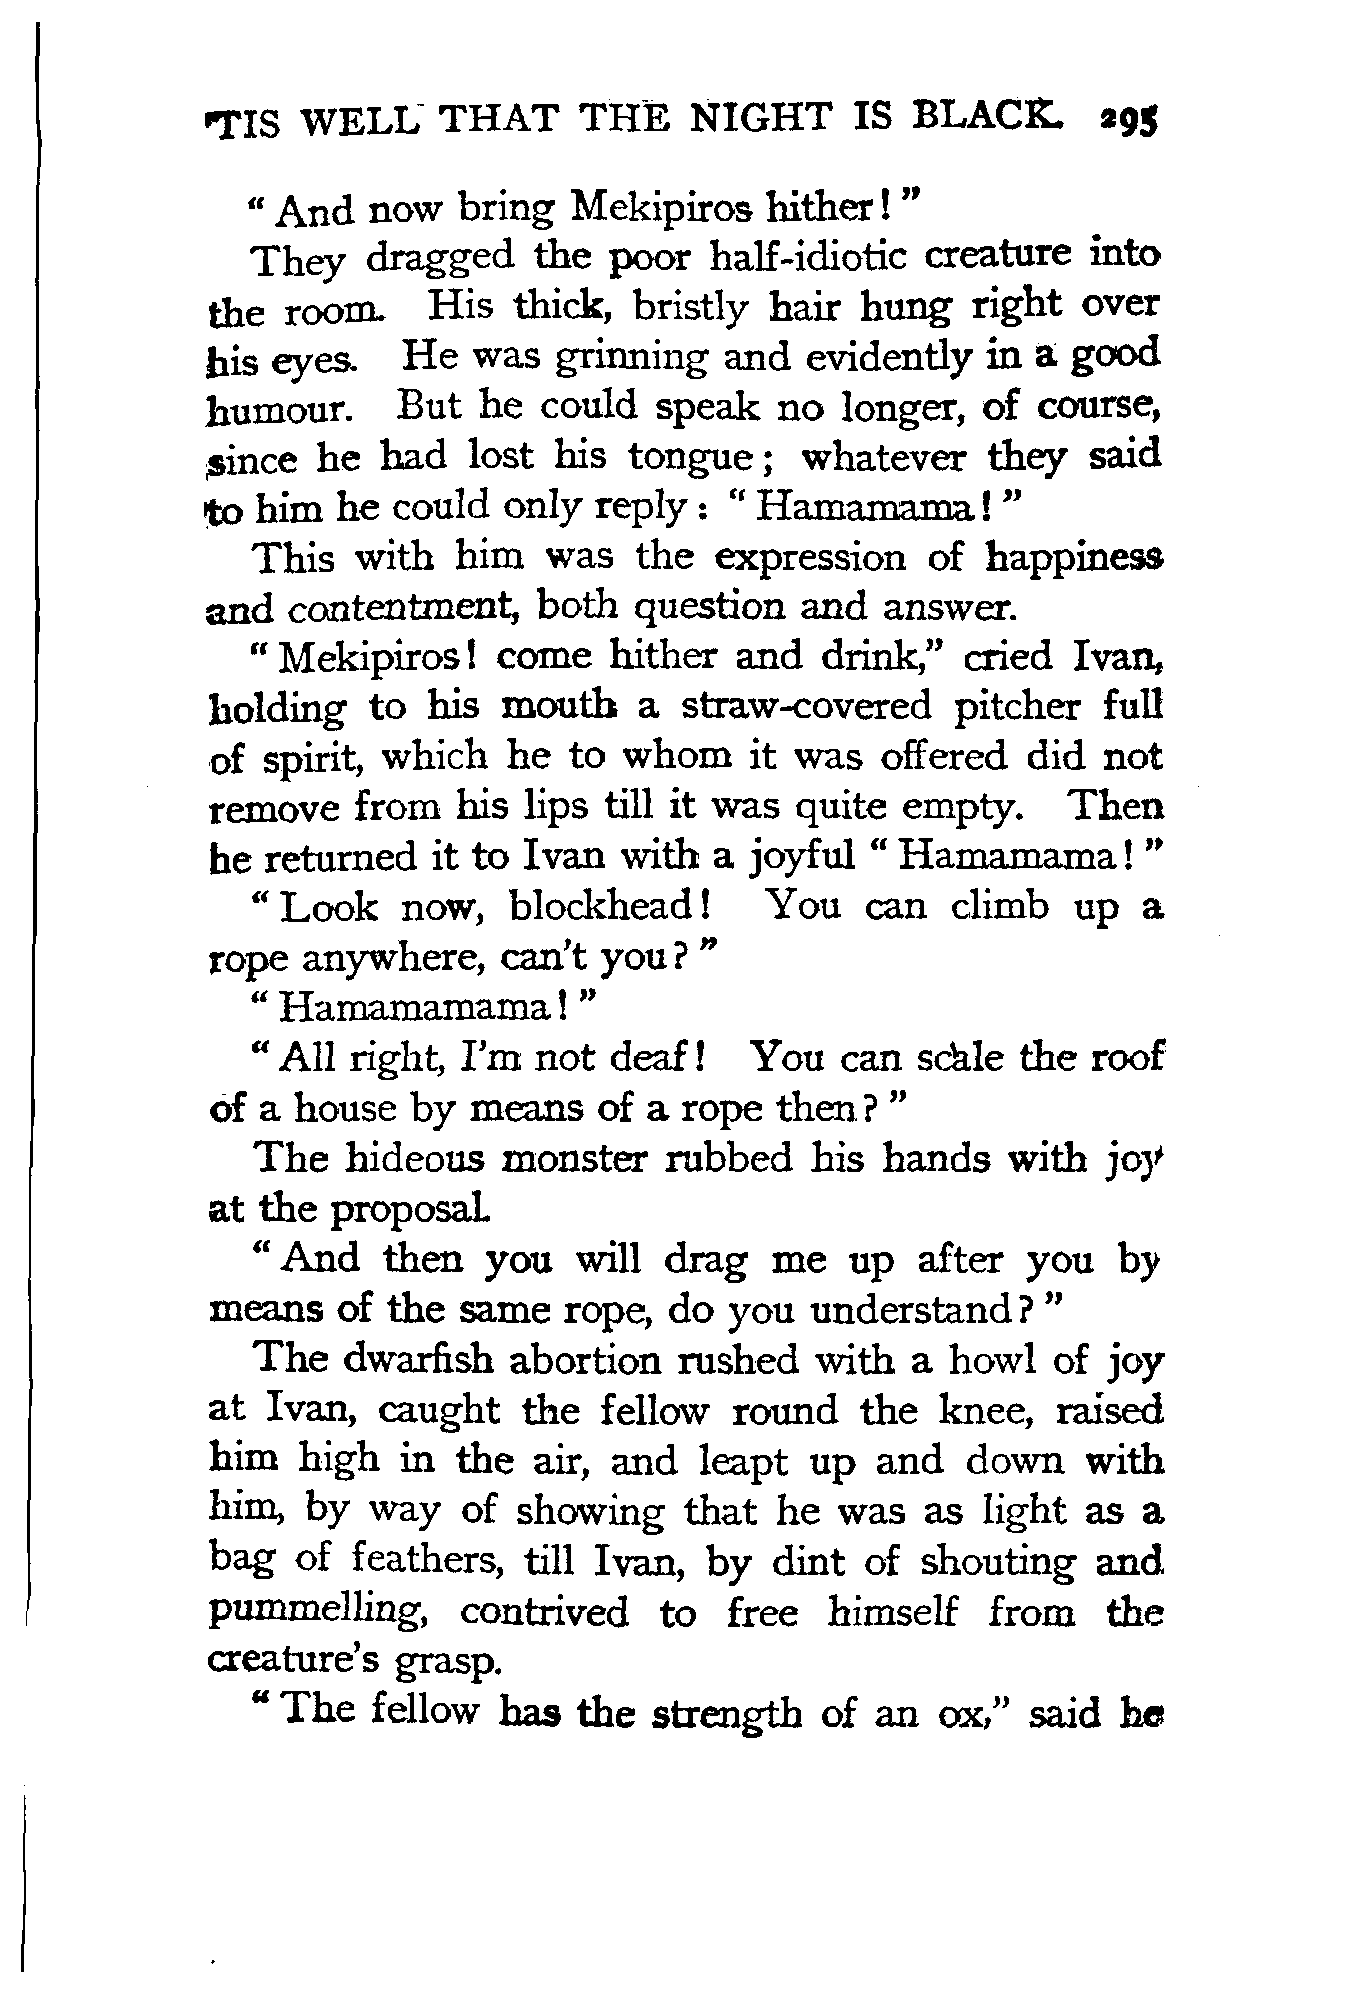 'TIS WELL THAT THE NIGHT IS BLACK. 295
" And now bring Mekipiros hither ! "
They dragged the poor half-idiotic creature into
the room. His thick, bristly hair hung right over
his eyes. He was grinning and evidently in a good
humour. But he could speak no longer, of course,
since he had lost his tongue ; whatever they said
to him he could only reply : " Hamamama ! "
This with him was the expression of happiness
and contentment, both question and answer.
" Mekipiros ! come hither and drink," cried Ivan,
holding to his mouth a straw-covered pitcher full
of spirit, which he to whom it was offered did not
remove from his lips till it was quite empty. Then
he returned it to Ivan with a joyful " Hamamama ! "
" Look now, blockhead ! You can climb up a
rope anywhere, can't you ? "
" Hamamamama ! "
" All right, I'm not deaf ! You can scale the roof
of a house by means of a rope then ? "
The hideous monster rubbed his hands with joy
at the proposal.
" And then you will drag me up after you by
means of the same rope, do you understand ? "
The dwarfish abortion rushed with a howl of joy
at Ivan, caught the fellow round the knee, raised
him high in the air, and leapt up and down with
him, by way of showing that he was as light as a
bag of feathers, till Ivan, by dint of shouting and
pummelling, contrived to free himself from the
creature's grasp.
" The fellow has the strength of an ox," said he